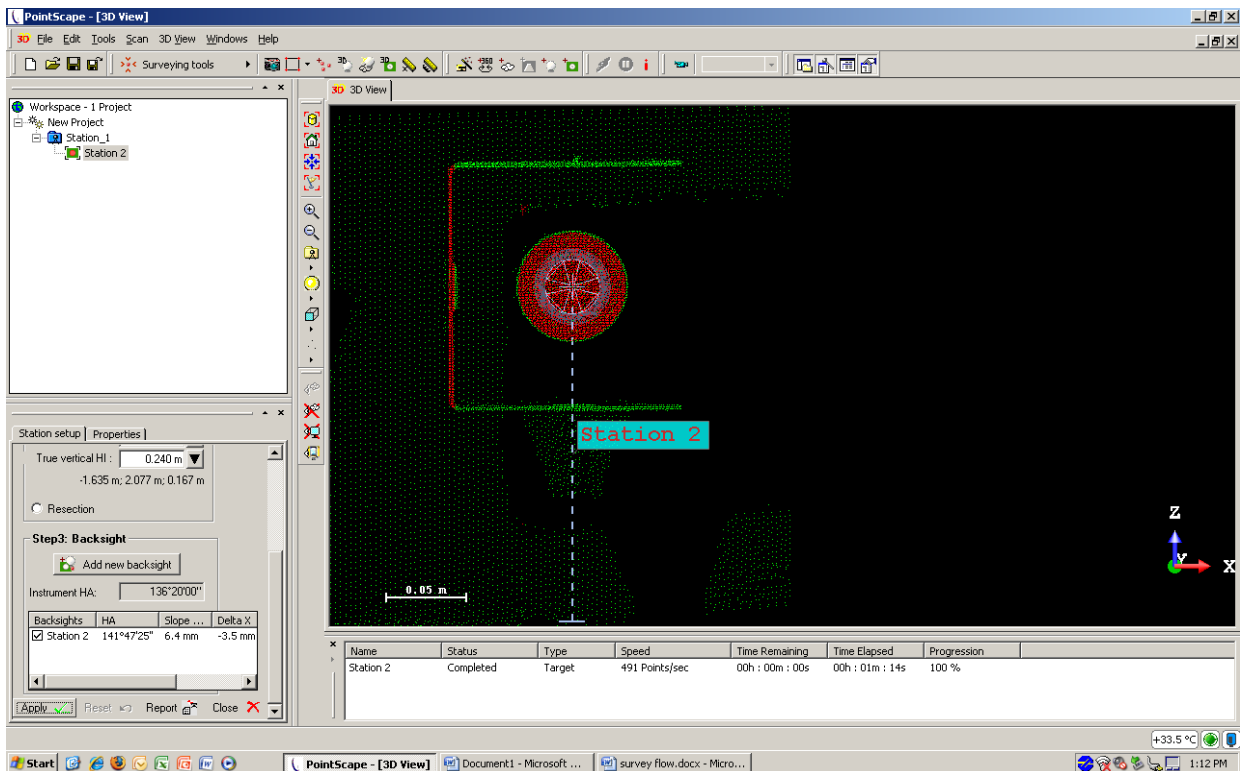 PointScape - [3D View]
3D File Edit Tools Scan 3D View Windows Help
Surveying tools
3D 3D View
Workspace - 1 Project
New Project
Station_1
Station 2
Station 2
0.05 m
Z
Y
X
Station setup Properties
True vertical HI : 0.240 m
-1.635 m; 2.077 m; 0.167 m
Resection
Step3: Backsight
Add new backsight
Instrument HA: 136°20'00''
Backsights HA Slope ... Delta X
Station 2 141°47'25'' 6.4 mm -3.5 mm
Apply Reset Report Close
Name Status Type Speed Time Remaining Time Elapsed Progression
Station 2 Completed Target 491 Points/sec 00h : 00m : 00s 00h : 01m : 14s 100 %
+33.5 °C
Start PointScape - [3D View] Document1 - Microsoft ... survey flow.docx - Micro... 1:12 PM